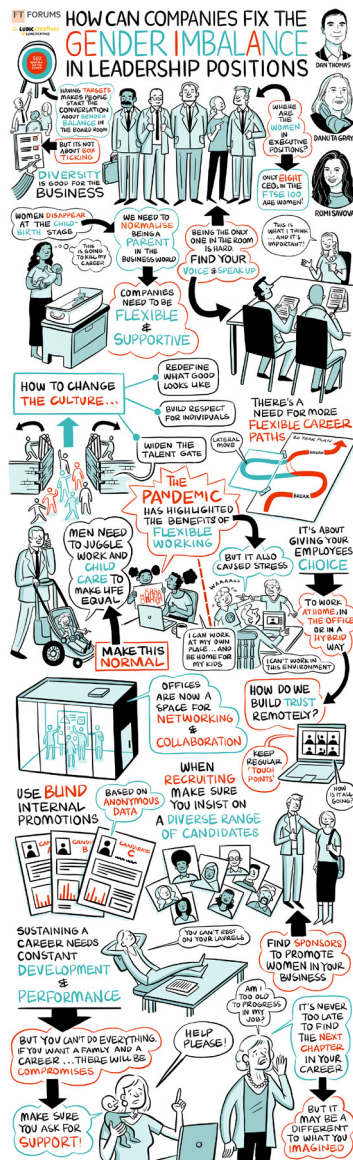 FT FORUMS
LUDIC CREATIVES
HOW CAN COMPANIES FIX THE
GENDER IMBALANCE
IN LEADERSHIP POSITIONS
DAN THOMAS
DANUTA GRAY
ROMI SAVOVA
HAVING TARGETS
MAKES PEOPLE
START THE
CONVERSATION
ABOUT GENDER
BALANCE IN
THE BOARD ROOM
BUT ITS NOT
ABOUT BOX
TICKING
DIVERSITY
IS GOOD FOR THE
BUSINESS
WHERE
ARE
THE
WOMEN
IN
EXECUTIVE
POSITIONS?
ONLY EIGHT
CEOs IN THE
FTSE 100
ARE WOMEN!
WOMEN DISAPPEAR
AT THE CHILD-
BIRTH STAGE
THIS
IS GOING
TO KILL MY
CAREER
WE NEED TO
NORMALISE
BEING A
PARENT
IN THE
BUSINESS WORLD
COMPANIES
NEED TO BE
FLEXIBLE
&
SUPPORTIVE
BEING THE ONLY
ONE IN THE ROOM
IS HARD.
FIND YOUR
VOICE & SPEAK UP
THIS IS
WHAT I THINK
...AND IT'S
IMPORTANT!
HOW TO CHANGE
THE CULTURE...
REDEFINE
WHAT GOOD
LOOKS LIKE
BUILD RESPECT
FOR INDIVIDUALS
WIDEN THE
TALENT GATE
THERE'S A
NEED FOR MORE
FLEXIBLE CAREER
PATHS
LATERAL
MOVE
20 YEAR PLAN
BREAK
BREAK
THE
PANDEMIC
HAS HIGHLIGHTED
THE BENEFITS OF
FLEXIBLE
WORKING
MEN NEED
TO JUGGLE
WORK AND
CHILD
CARE TO
MAKE LIFE
EQUAL
MAKE THIS
NORMAL
I CAN WORK
AT MY OWN
PLACE... AND
BE HOME FOR
MY KIDS
BUT IT ALSO
CAUSED STRESS
WAAAAA!
I CAN'T WORK IN
THIS ENVIRONMENT
IT'S ABOUT
GIVING YOUR
EMPLOYEES
CHOICE
TO WORK
AT HOME, IN
THE OFFICE
OR IN A
HYBRID
WAY
OFFICES
ARE NOW A
SPACE FOR
NETWORKING
&
COLLABORATION
HOW DO WE
BUILD TRUST
REMOTELY?
KEEP
REGULAR
'TOUCH
POINTS'
HOW
IS IT ALL
GOING?
USE BLIND
INTERNAL
PROMOTIONS
BASED ON
ANONYMOUS
DATA
CANDIDATE
C
WHEN
RECRUITING
MAKE SURE
YOU INSIST ON
A DIVERSE RANGE
OF CANDIDATES
FIND SPONSORS
TO PROMOTE
WOMEN IN YOUR
BUSINESS
SUSTAINING A
CAREER NEEDS
CONSTANT
DEVELOPMENT
&
PERFORMANCE
YOU CAN'T REST
ON YOUR LAURELS
BUT YOU CAN'T DO EVERYTHING.
IF YOU WANT A FAMILY AND A
CAREER... THERE WILL BE
COMPROMISES
MAKE SURE
YOU ASK FOR
SUPPORT!
HELP
PLEASE!
AM I
TOO OLD
TO PROGRESS
IN MY
JOB?
IT'S NEVER
TOO LATE
TO FIND
THE NEXT
CHAPTER
IN YOUR
CAREER
BUT IT
MAY BE A
DIFFERENT
TO WHAT YOU
IMAGINED